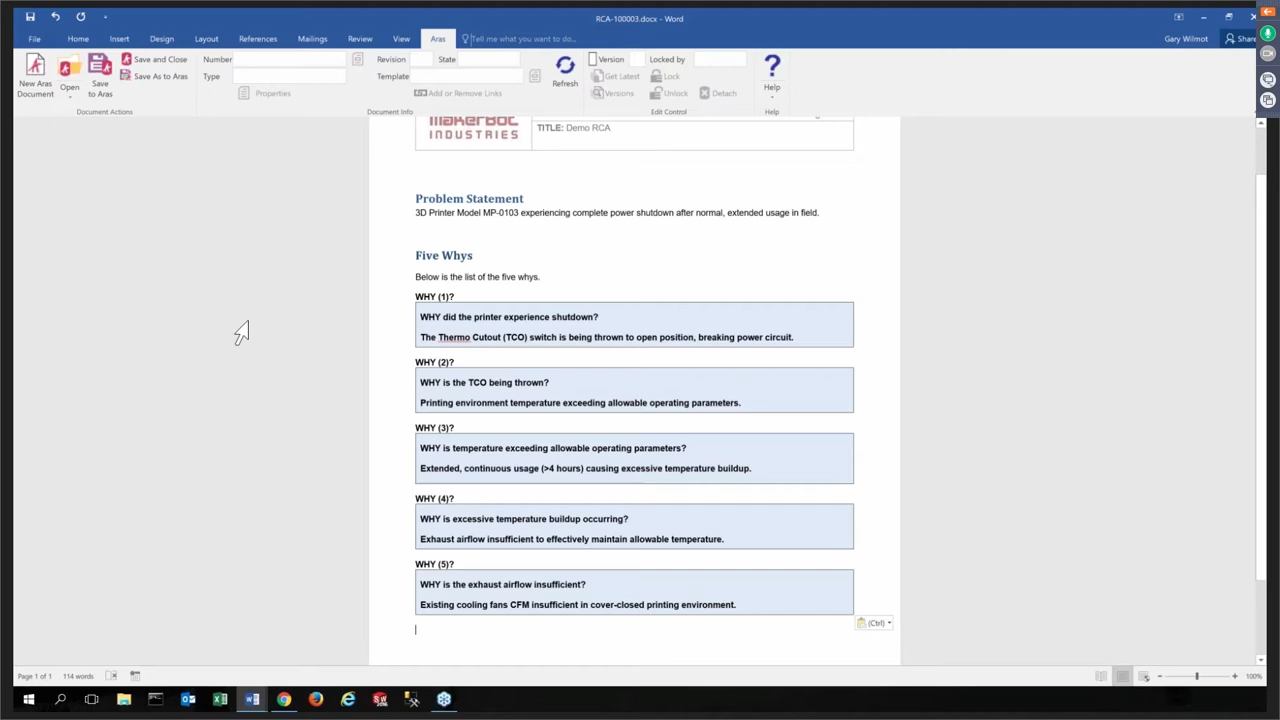 RCA-100003.docx - Word
File Home Insert Design Layout References Mailings Review View Aras Tell me what you want to do... Gary Wilmot Share
New Aras Document
Open
Save to Aras
Save and Close
Save As to Aras
Document Actions
Number
Type
Properties
Revision
State
Template
Add or Remove Links
Document Info
Refresh
Version
Locked by
Get Latest
Lock
Versions
Unlock
Detach
Edit Control
Help
Help
MakerBot
INDUSTRIES
TITLE: Demo RCA
Problem Statement
3D Printer Model MP-0103 experiencing complete power shutdown after normal, extended usage in field.
Five Whys
Below is the list of the five whys.
WHY (1)?
WHY did the printer experience shutdown?
The Thermo Cutout (TCO) switch is being thrown to open position, breaking power circuit.
WHY (2)?
WHY is the TCO being thrown?
Printing environment temperature exceeding allowable operating parameters.
WHY (3)?
WHY is temperature exceeding allowable operating parameters?
Extended, continuous usage (>4 hours) causing excessive temperature buildup.
WHY (4)?
WHY is excessive temperature buildup occurring?
Exhaust airflow insufficient to effectively maintain allowable temperature.
WHY (5)?
WHY is the exhaust airflow insufficient?
Existing cooling fans CFM insufficient in cover-closed printing environment.
(Ctrl)
Page 1 of 1 114 words 100%